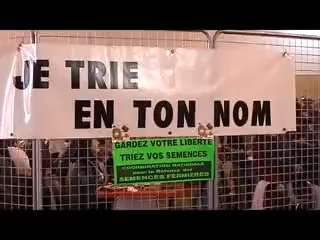 JE TRIE
EN TON NOM
GARDEZ VOTRE LIBERTE
TRIEZ VOS SEMENCES
COORDINATION NATIONALE
pour la Défense des
SEMENCES FERMIERES